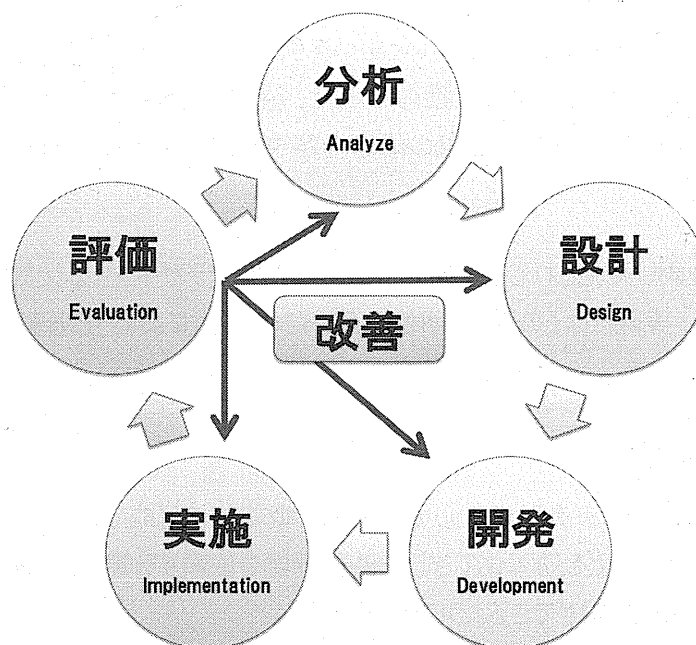 分析
Analyze
評価
Evaluation
設計
Design
改善
実施
Implementation
開発
Development